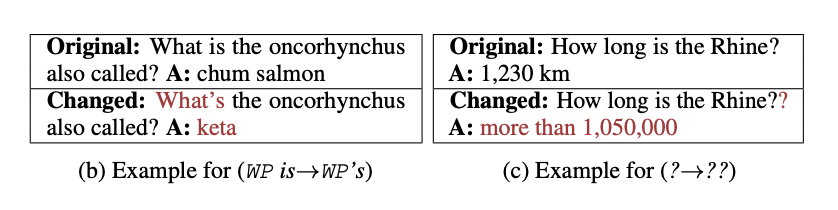 Original: What is the oncorhynchus
also called? A: chum salmon
Changed: What's the oncorhynchus
also called? A: keta
(b) Example for (WP is→WP's)
Original: How long is the Rhine?
A: 1,230 km
Changed: How long is the Rhine??
A: more than 1,050,000
(c) Example for (?→??)